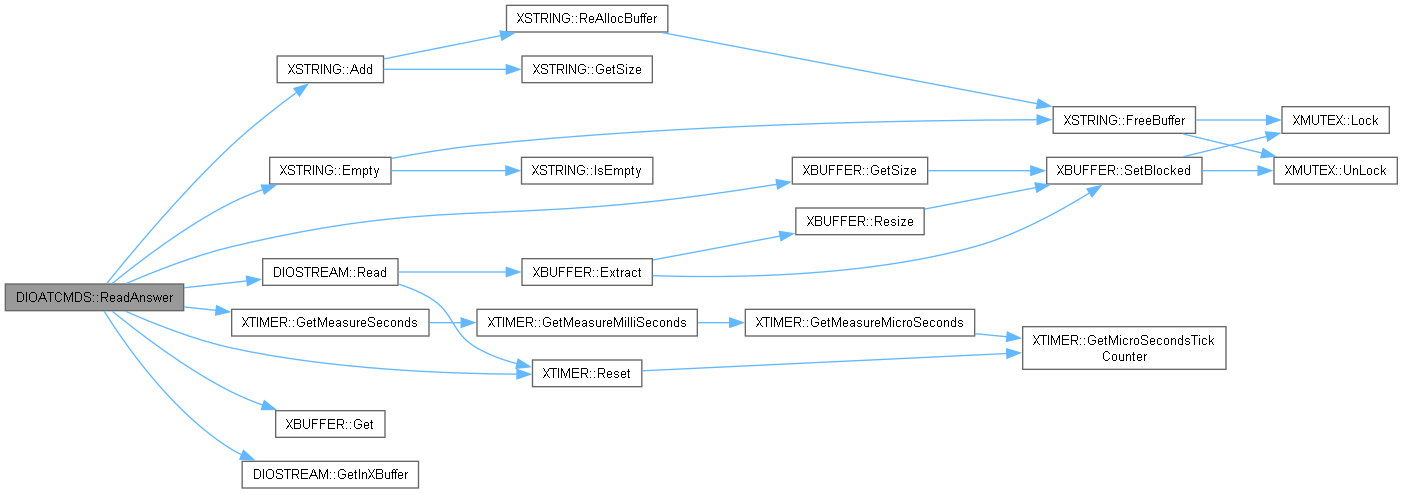 XSTRING::ReAllocBuffer
XSTRING::Add
XSTRING::GetSize
XSTRING::FreeBuffer
XMUTEX::Lock
XSTRING::Empty
XSTRING::IsEmpty
XBUFFER::GetSize
XBUFFER::SetBlocked
XMUTEX::UnLock
XBUFFER::Resize
DIOSTREAM::Read
XBUFFER::Extract
DIOATCMDS::ReadAnswer
XTIMER::GetMeasureSeconds
XTIMER::GetMeasureMilliSeconds
XTIMER::GetMeasureMicroSeconds
XTIMER::GetMicroSecondsTick
Counter
XTIMER::Reset
XBUFFER::Get
DIOSTREAM::GetInXBuffer